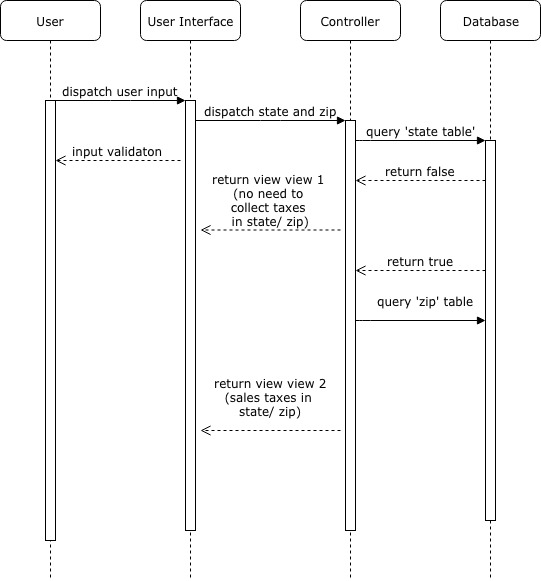 User
User Interface
Controller
Database
dispatch user input
dispatch state and zip
query 'state table'
input validaton
return false
return view view 1
(no need to
collect taxes
in state/ zip)
return true
query 'zip' table
return view view 2
(sales taxes in
state/ zip)